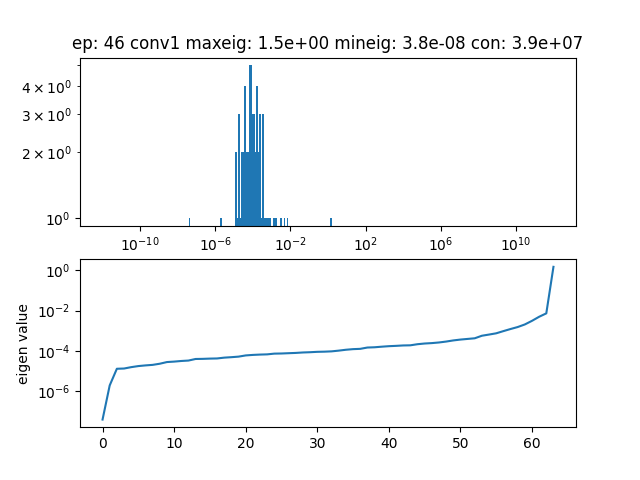 ep: 46 conv1 maxeig: 1.5e+00 mineig: 3.8e-08 con: 3.9e+07
4 × 10⁰
3 × 10⁰
2 × 10⁰
10⁰
10⁻¹⁰ 10⁻⁶ 10⁻² 10² 10⁶ 10¹⁰
10⁰
10⁻²
10⁻⁴
10⁻⁶
eigen value
0 10 20 30 40 50 60